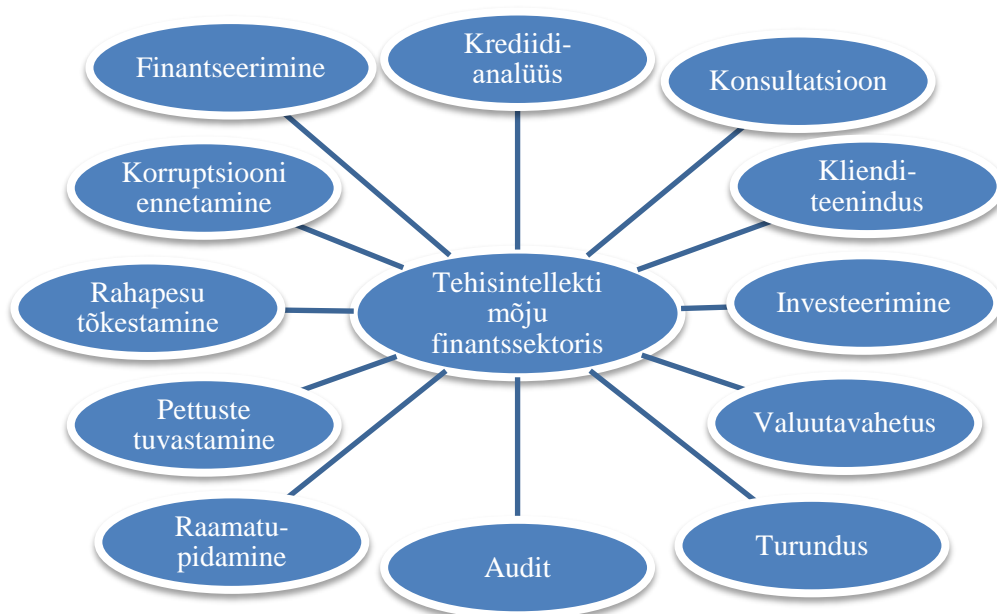 Finantseerimine
Krediidi-
analüüs
Konsultatsioon
Korruptsiooni
ennetamine
Kliendi-
teenindus
Rahapesu
tõkestamine
Tehisintellekti
mõju
finantssektoris
Investeerimine
Pettuste
tuvastamine
Valuutavahetus
Raamatu-
pidamine
Audit
Turundus